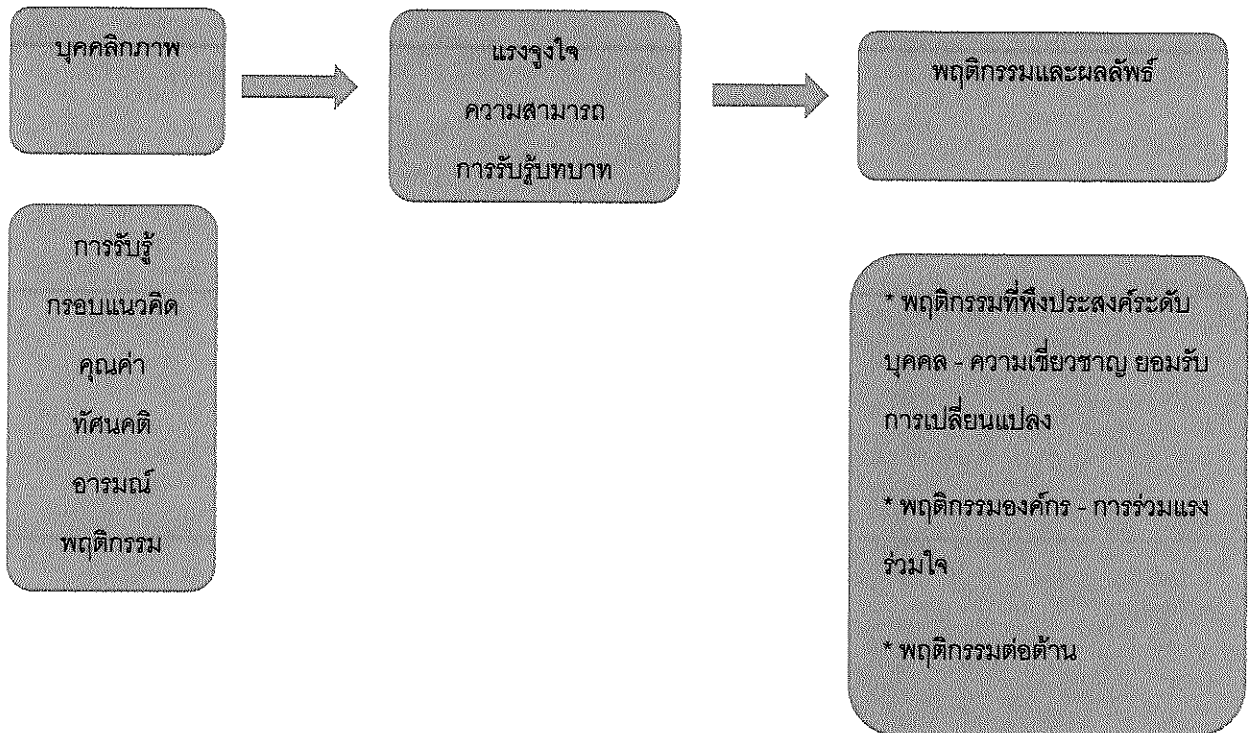 บุคคลิกภาพ
แรงจูงใจ
ความสามารถ
การรับรู้บทบาท
พฤติกรรมและผลลัพธ์
การรับรู้
กรอบแนวคิด
คุณค่า
ทัศนคติ
อารมณ์
พฤติกรรม
* พฤติกรรมที่พึงประสงค์ระดับ
บุคคล - ความเชี่ยวชาญ ยอมรับ
การเปลี่ยนแปลง
* พฤติกรรมองค์กร - การร่วมแรง
ร่วมใจ
* พฤติกรรมต่อต้าน